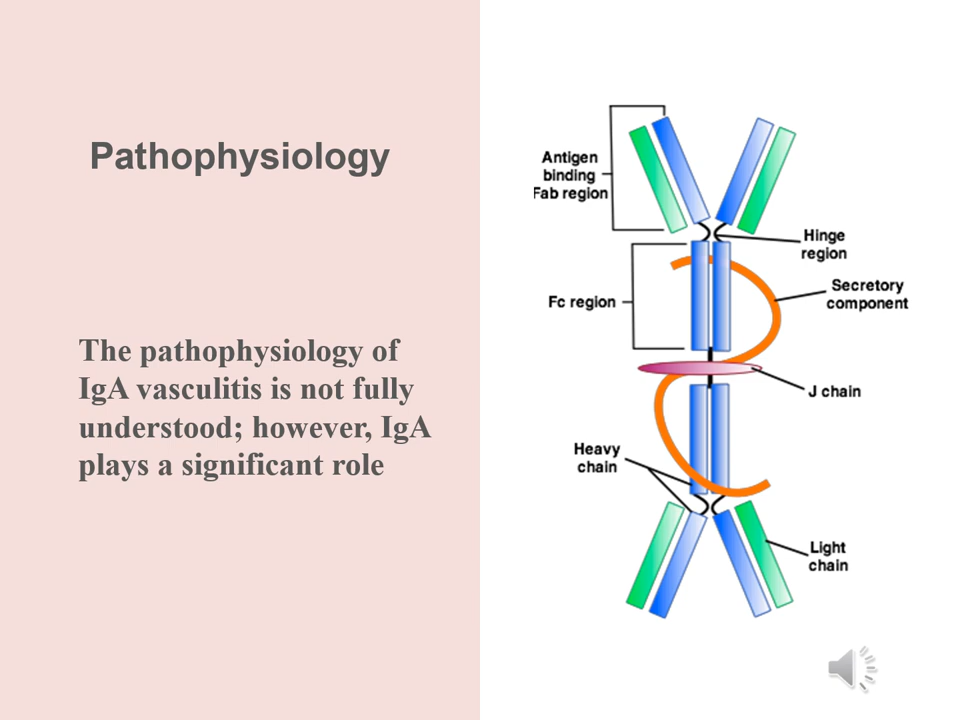 Pathophysiology
The pathophysiology of
IgA vasculitis is not fully
understood; however, IgA
plays a significant role
Antigen
binding
Fab region
Hinge
region
Secretory
component
Fc region
J chain
Heavy
chain
Light
chain